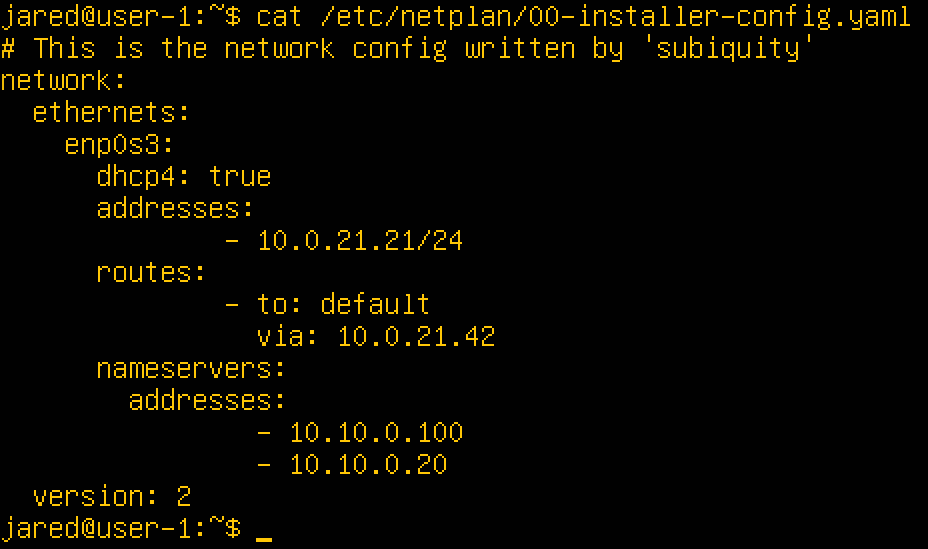 jared@user-1:~$ cat /etc/netplan/00-installer-config.yaml
# This is the network config written by 'subiquity'
network:
  ethernets:
    enp0s3:
      dhcp4: true
      addresses:
              - 10.0.21.21/24
      routes:
              - to: default
                via: 10.0.21.42
      nameservers:
        addresses:
                - 10.10.0.100
                - 10.10.0.20
  version: 2
jared@user-1:~$ _